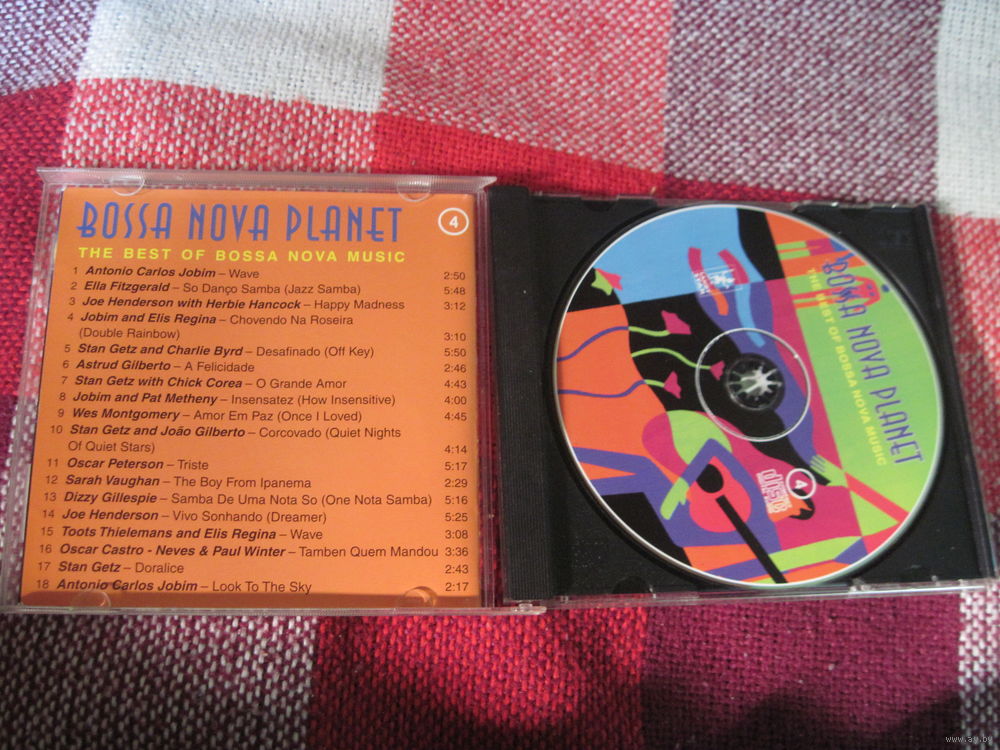 BOSSA NOVA PLANET 4
THE BEST OF BOSSA NOVA MUSIC
1 Antonio Carlos Jobim – Wave 2:50
2 Ella Fitzgerald – So Danço Samba (Jazz Samba) 5:48
3 Joe Henderson with Herbie Hancock – Happy Madness 3:12
4 Jobim and Elis Regina – Chovendo Na Roseira
(Double Rainbow) 3:10
5 Stan Getz and Charlie Byrd – Desafinado (Off Key) 5:50
6 Astrud Gilberto – A Felicidade 2:46
7 Stan Getz with Chick Corea – O Grande Amor 4:43
8 Jobim and Pat Metheny – Insensatez (How Insensitive) 4:00
9 Wes Montgomery – Amor Em Paz (Once I Loved) 4:45
10 Stan Getz and João Gilberto – Corcovado (Quiet Nights
Of Quiet Stars) 4:14
11 Oscar Peterson – Triste 5:17
12 Sarah Vaughan – The Boy From Ipanema 2:29
13 Dizzy Gillespie – Samba De Uma Nota So (One Nota Samba) 5:16
14 Joe Henderson – Vivo Sonhando (Dreamer) 5:25
15 Toots Thielemans and Elis Regina – Wave 3:08
16 Oscar Castro - Neves & Paul Winter – Tamben Quem Mandou 3:36
17 Stan Getz – Doralice 2:43
18 Antonio Carlos Jobim – Look To The Sky 2:17
BOSSA NOVA PLANET
THE BEST OF BOSSA NOVA MUSIC
4
COMPACT
disc
www.ay.by